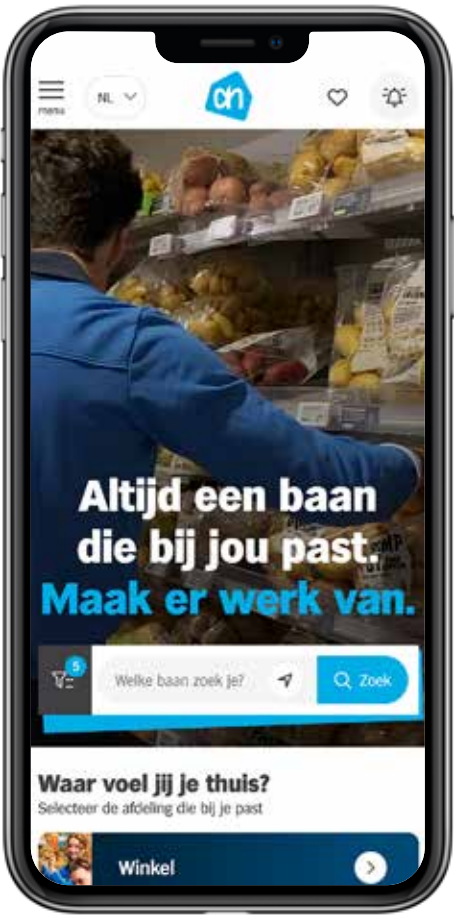 menu
NL
ah
Altijd een baan
die bij jou past.
Maak er werk van.
5
Welke baan zoek je?
Zoek
Waar voel jij je thuis?
Selecteer de afdeling die bij je past
Winkel